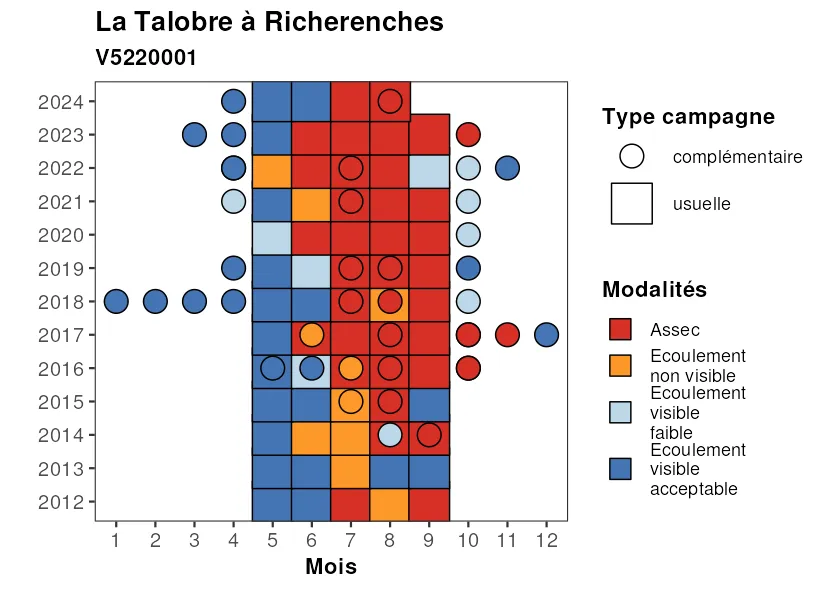 La Talobre à Richerenches
V5220001
2024
2023
2022
2021
2020
2019
2018
2017
2016
2015
2014
2013
2012
1 2 3 4 5 6 7 8 9 10 11 12
Mois
Type campagne
complémentaire
usuelle
Modalités
Assec
Ecoulement
non visible
Ecoulement
visible
faible
Ecoulement
visible
acceptable